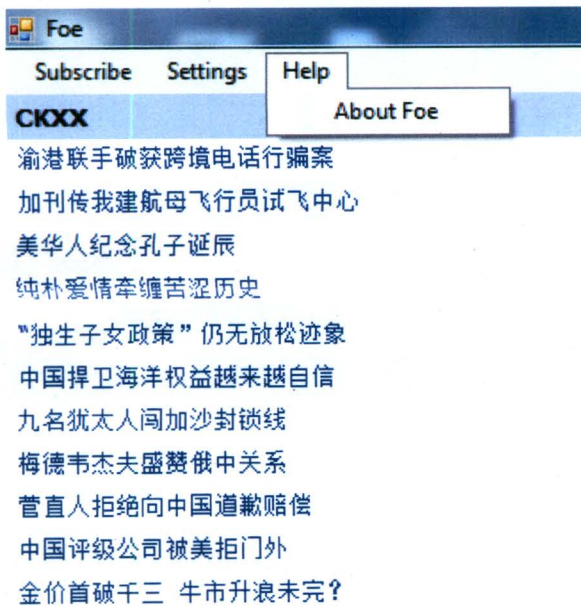 Foe
Subscribe Settings Help
About Foe
CKXX
渝港联手破获跨境电话行骗案
加刊传我建航母飞行员试飞中心
美华人纪念孔子诞辰
纯朴爱情牵缠苦涩历史
"独生子女政策"仍无放松迹象
中国捍卫海洋权益越来越自信
九名犹太人闯加沙封锁线
梅德韦杰夫盛赞俄中关系
菅直人拒绝向中国道歉赔偿
中国评级公司被美拒门外
金价首破千三 牛市升浪未完?